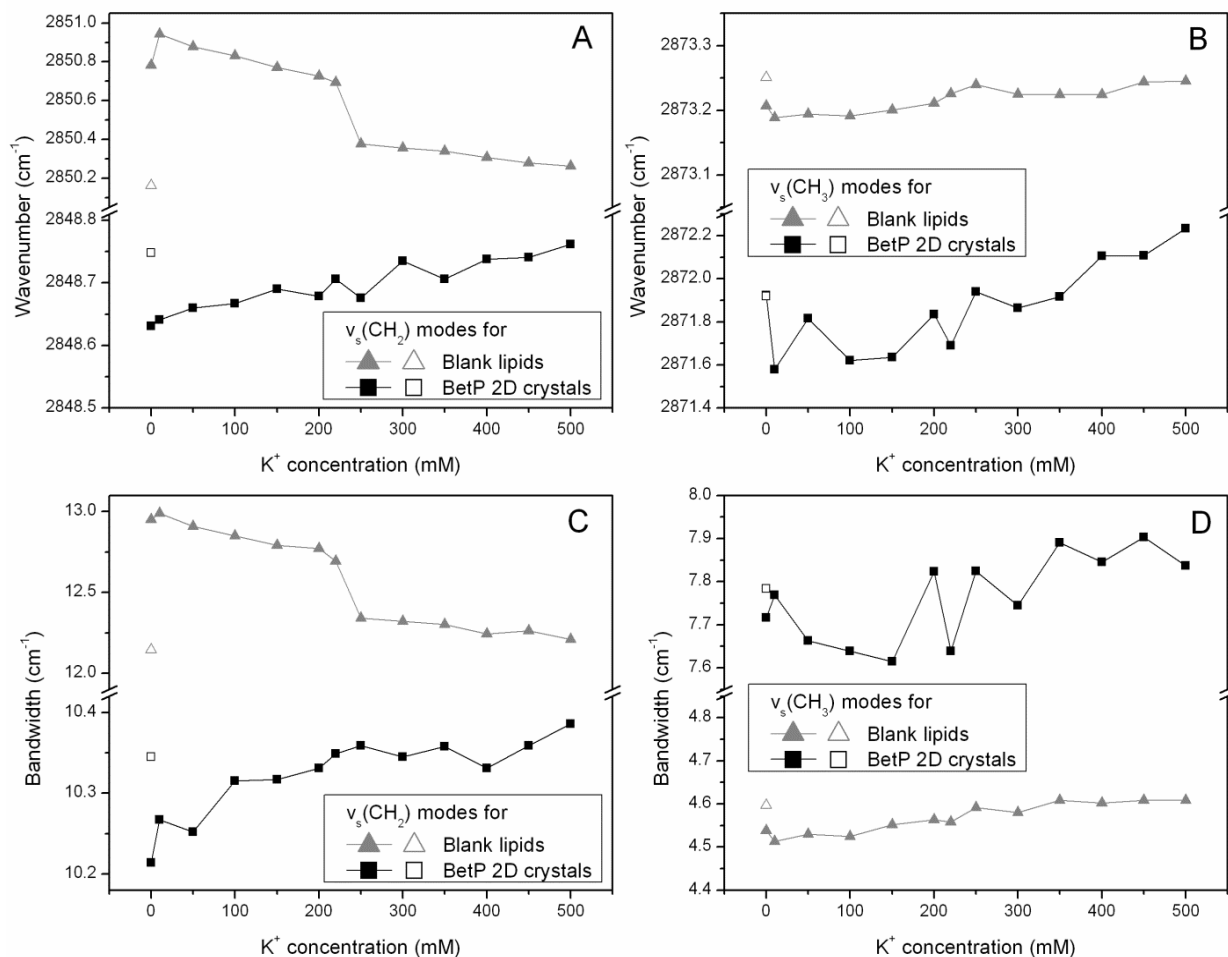 A
Wavenumber (cm-1)
2851.0
2850.8
2850.6
2850.4
2850.2
2848.8
2848.7
2848.6
2848.5
νs(CH2) modes for
Blank lipids
BetP 2D crystals
0 100 200 300 400 500
K+ concentration (mM)
B
Wavenumber (cm-1)
2873.3
2873.2
2873.1
2872.2
2872.0
2871.8
2871.6
2871.4
νs(CH3) modes for
Blank lipids
BetP 2D crystals
0 100 200 300 400 500
K+ concentration (mM)
C
Bandwidth (cm-1)
13.0
12.5
12.0
10.4
10.3
10.2
νs(CH2) modes for
Blank lipids
BetP 2D crystals
0 100 200 300 400 500
K+ concentration (mM)
D
Bandwidth (cm-1)
8.0
7.9
7.8
7.7
7.6
4.8
4.7
4.6
4.5
4.4
νs(CH3) modes for
Blank lipids
BetP 2D crystals
0 100 200 300 400 500
K+ concentration (mM)